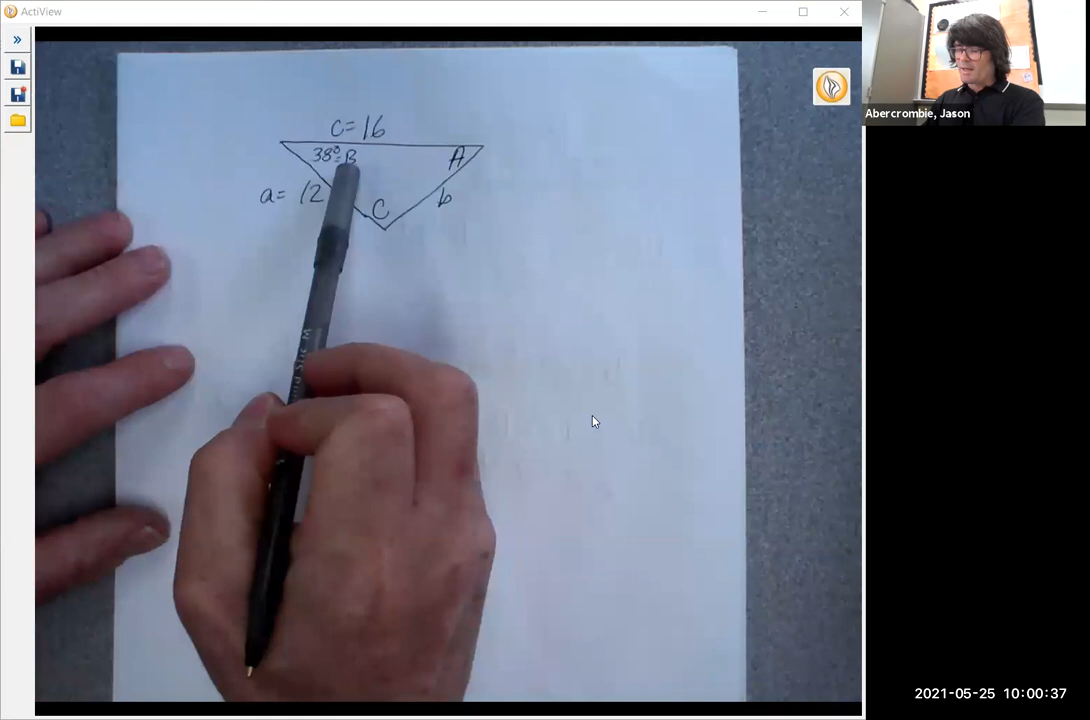 ActiView
c = 16
38° = B
A
a = 12
C
b
Abercrombie, Jason
2021-05-25 10:00:37